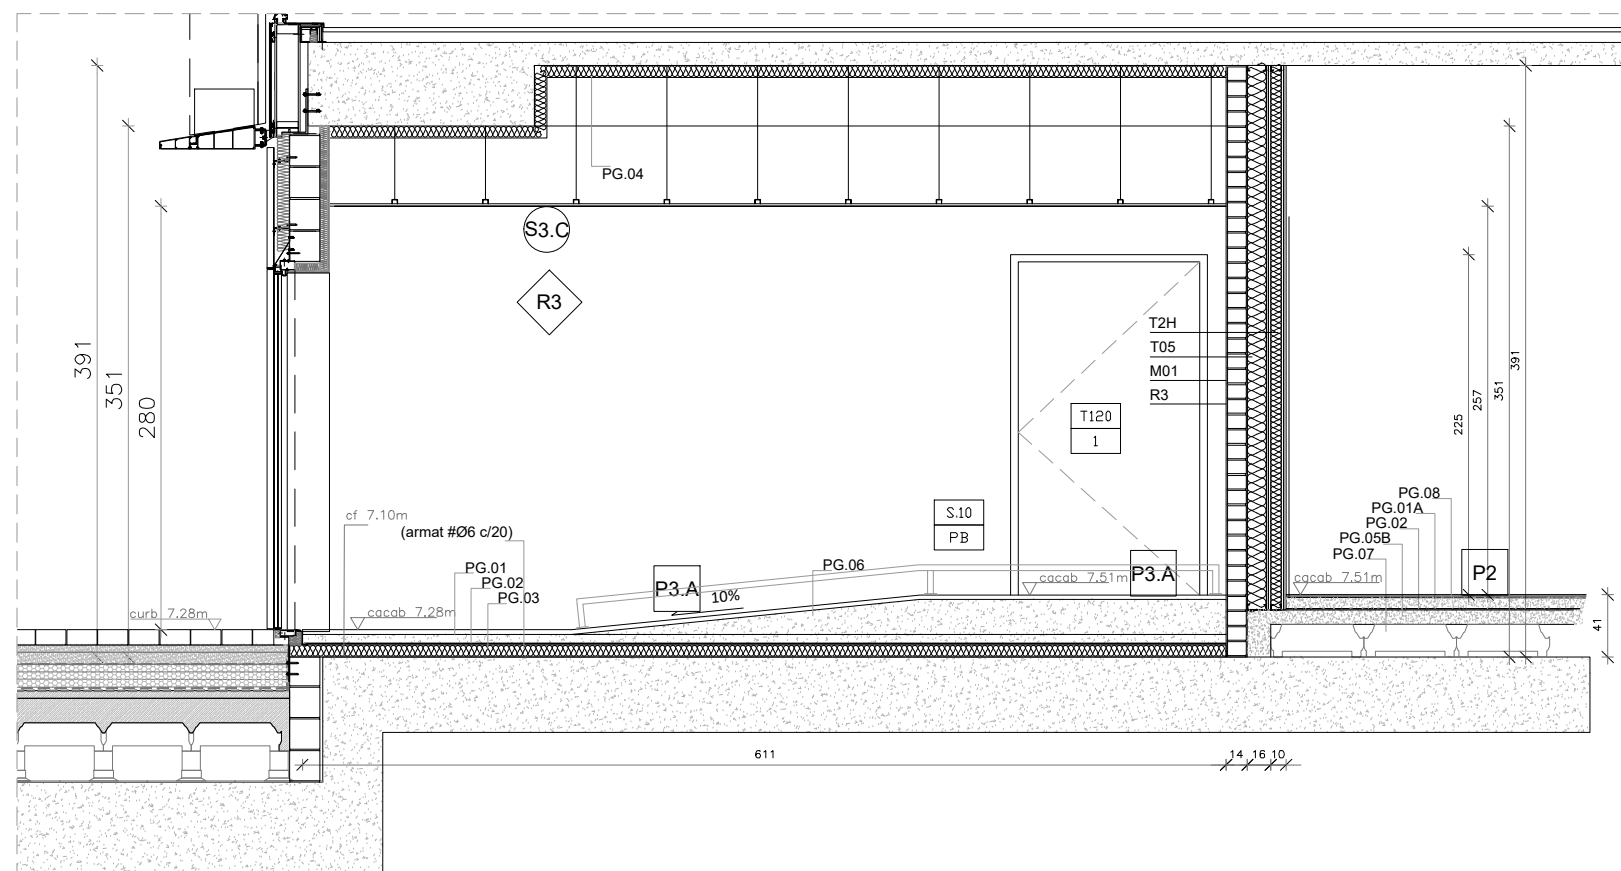 PG.04
S3.C
R3
391
351
280
T2H
T05
M01
R3
T120
1
391
351
257
225
cf 7.10m
(armat #Ø6 c/20)
S.10
PB
PG.08
PG.01A
PG.02
PG.05B
PG.07
PG.01
PG.02
PG.03
P3.A
10%
PG.06
cacab 7.51m
P3.A
cacab 7.51m
P2
curb 7.28m
cacab 7.28m
41
611
14
16
10